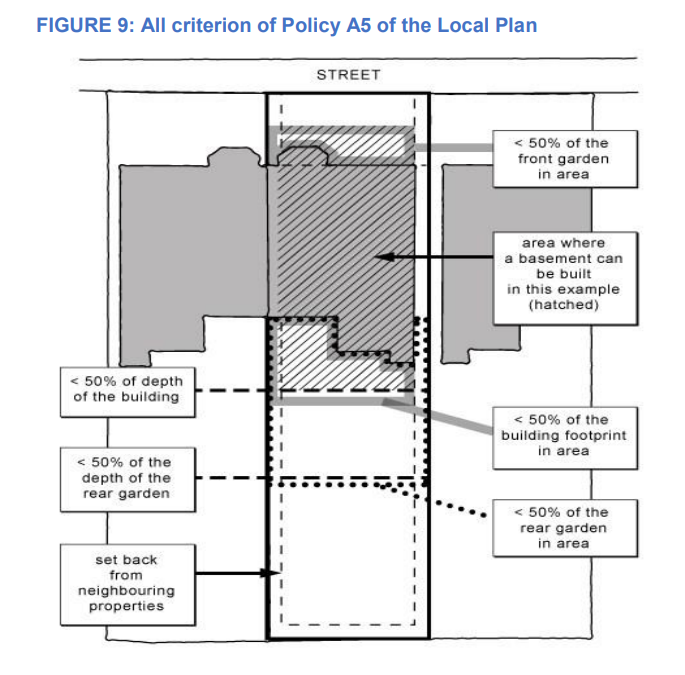 FIGURE 9: All criterion of Policy A5 of the Local Plan
STREET
< 50% of the
front garden
in area
area where
a basement can
be built
in this example
(hatched)
< 50% of depth
of the building
< 50% of the
building footprint
in area
< 50% of the
depth of the
rear garden
< 50% of the
rear garden
in area
set back
from
neighbouring
properties